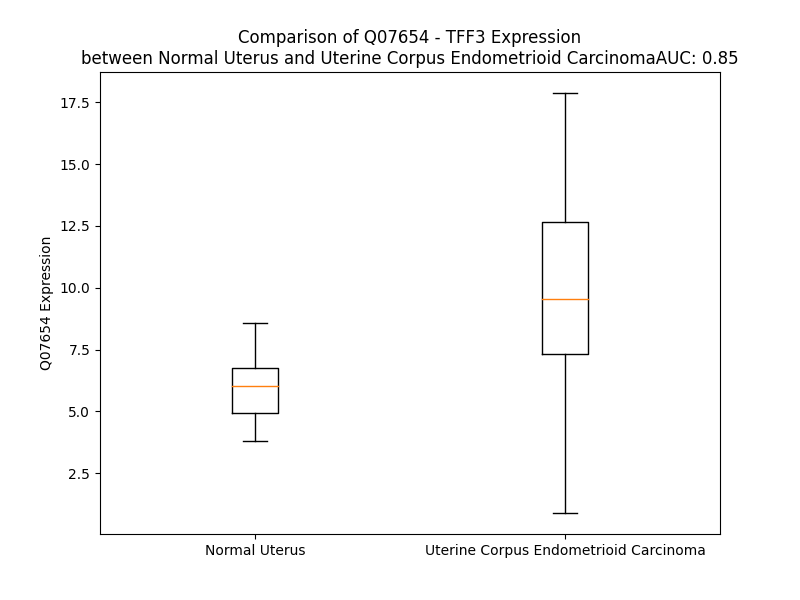 Comparison of Q07654 - TFF3 Expression
between Normal Uterus and Uterine Corpus Endometrioid CarcinomaAUC: 0.85
17.5
15.0
12.5
10.0
7.5
5.0
2.5
Q07654 Expression
Normal Uterus
Uterine Corpus Endometrioid Carcinoma